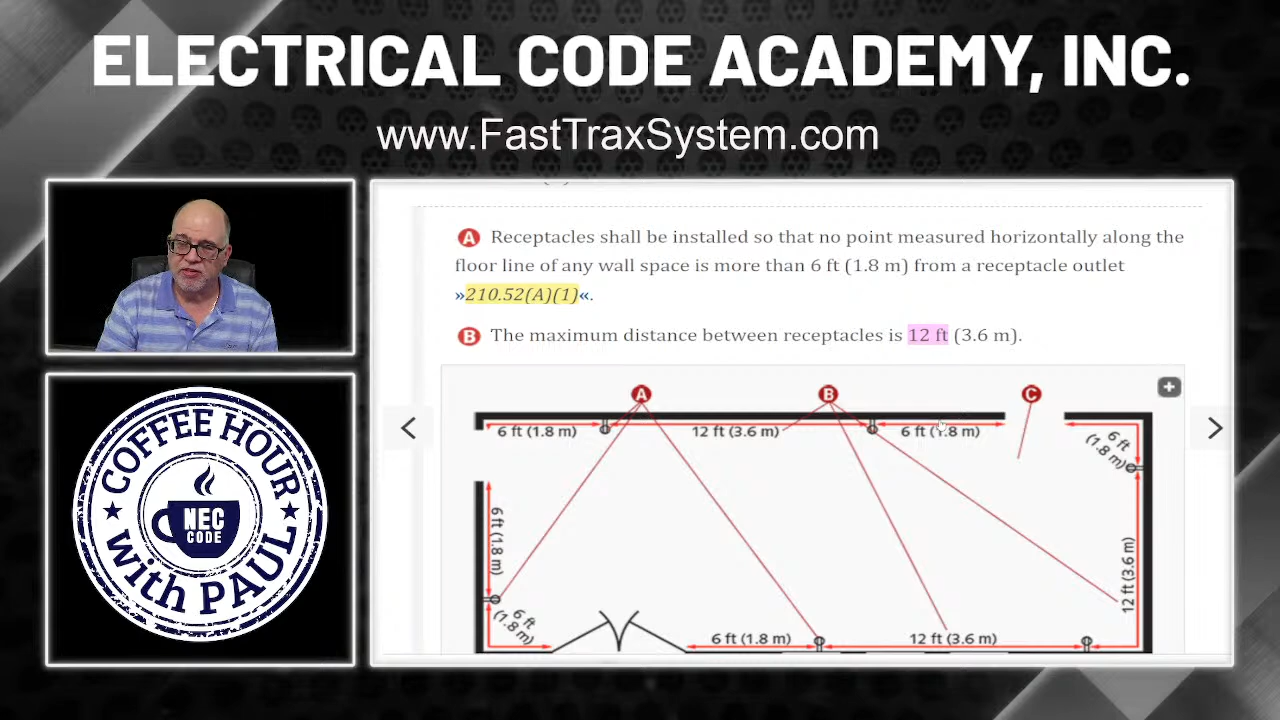 ELECTRICAL CODE ACADEMY, INC.
www.FastTraxSystem.com
A Receptacles shall be installed so that no point measured horizontally along the
floor line of any wall space is more than 6 ft (1.8 m) from a receptacle outlet
»210.52(A)(1)«.
B The maximum distance between receptacles is 12 ft (3.6 m).
A B C
6 ft (1.8 m) 12 ft (3.6 m) 6 ft (1.8 m)
6 ft
(1.8 m)
6 ft (1.8 m)
12 ft (3.6 m)
6 ft
(1.8 m)
6 ft (1.8 m) 12 ft (3.6 m)
COFFEE HOUR
NEC
CODE
with PAUL